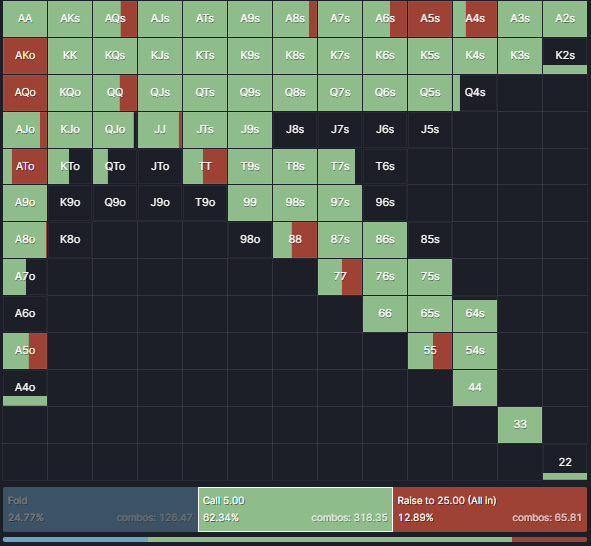 AA AKs AQs AJs ATs A9s A8s A7s A6s A5s A4s A3s A2s
AKo KK KQs KJs KTs K9s K8s K7s K6s K5s K4s K3s K2s
AQo KQo QQ QJs QTs Q9s Q8s Q7s Q6s Q5s Q4s
AJo KJo QJo JJ JTs J9s J8s J7s J6s J5s
ATo KTo QTo JTo TT T9s T8s T7s T6s
A9o K9o Q9o J9o T9o 99 98s 97s 96s
A8o K8o 98o 88 87s 86s 85s
A7o 77 76s 75s
A6o 66 65s 64s
A5o 55 54s
A4o 44
33
22
Fold Call 5.00 Raise to 25.00 (All in)
24.77% combos: 126.47 62.34% combos: 318.35 12.89% combos: 65.81